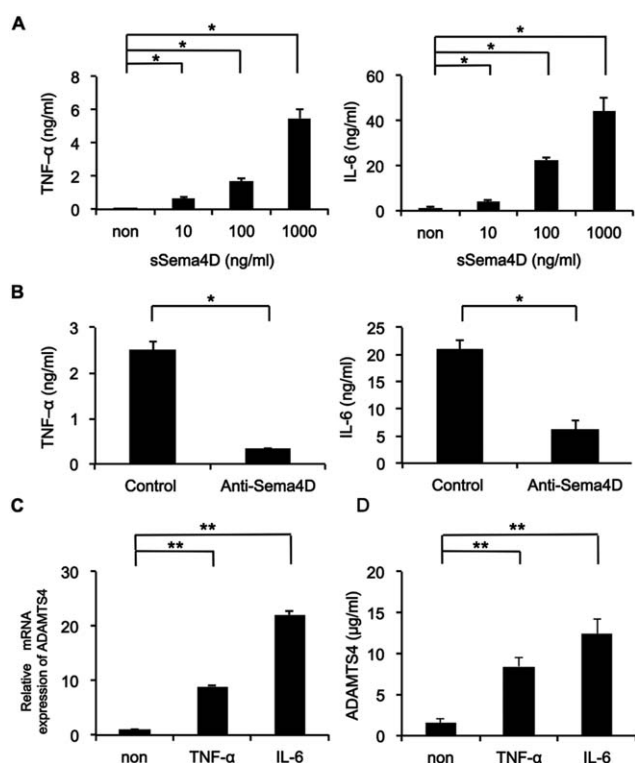 A
*
*
*
TNF-α (ng/ml)
8
6
4
2
0
non 10 100 1000
sSema4D (ng/ml)
*
*
*
IL-6 (ng/ml)
60
40
20
0
non 10 100 1000
sSema4D (ng/ml)
B
*
TNF-α (ng/ml)
3
2
1
0
Control Anti-Sema4D
*
IL-6 (ng/ml)
25
20
15
10
5
0
Control Anti-Sema4D
C
**
**
Relative mRNA
expression of ADAMTS4
30
20
10
0
non TNF-α IL-6
D
**
**
ADAMTS4 (μg/ml)
20
15
10
5
0
non TNF-α IL-6